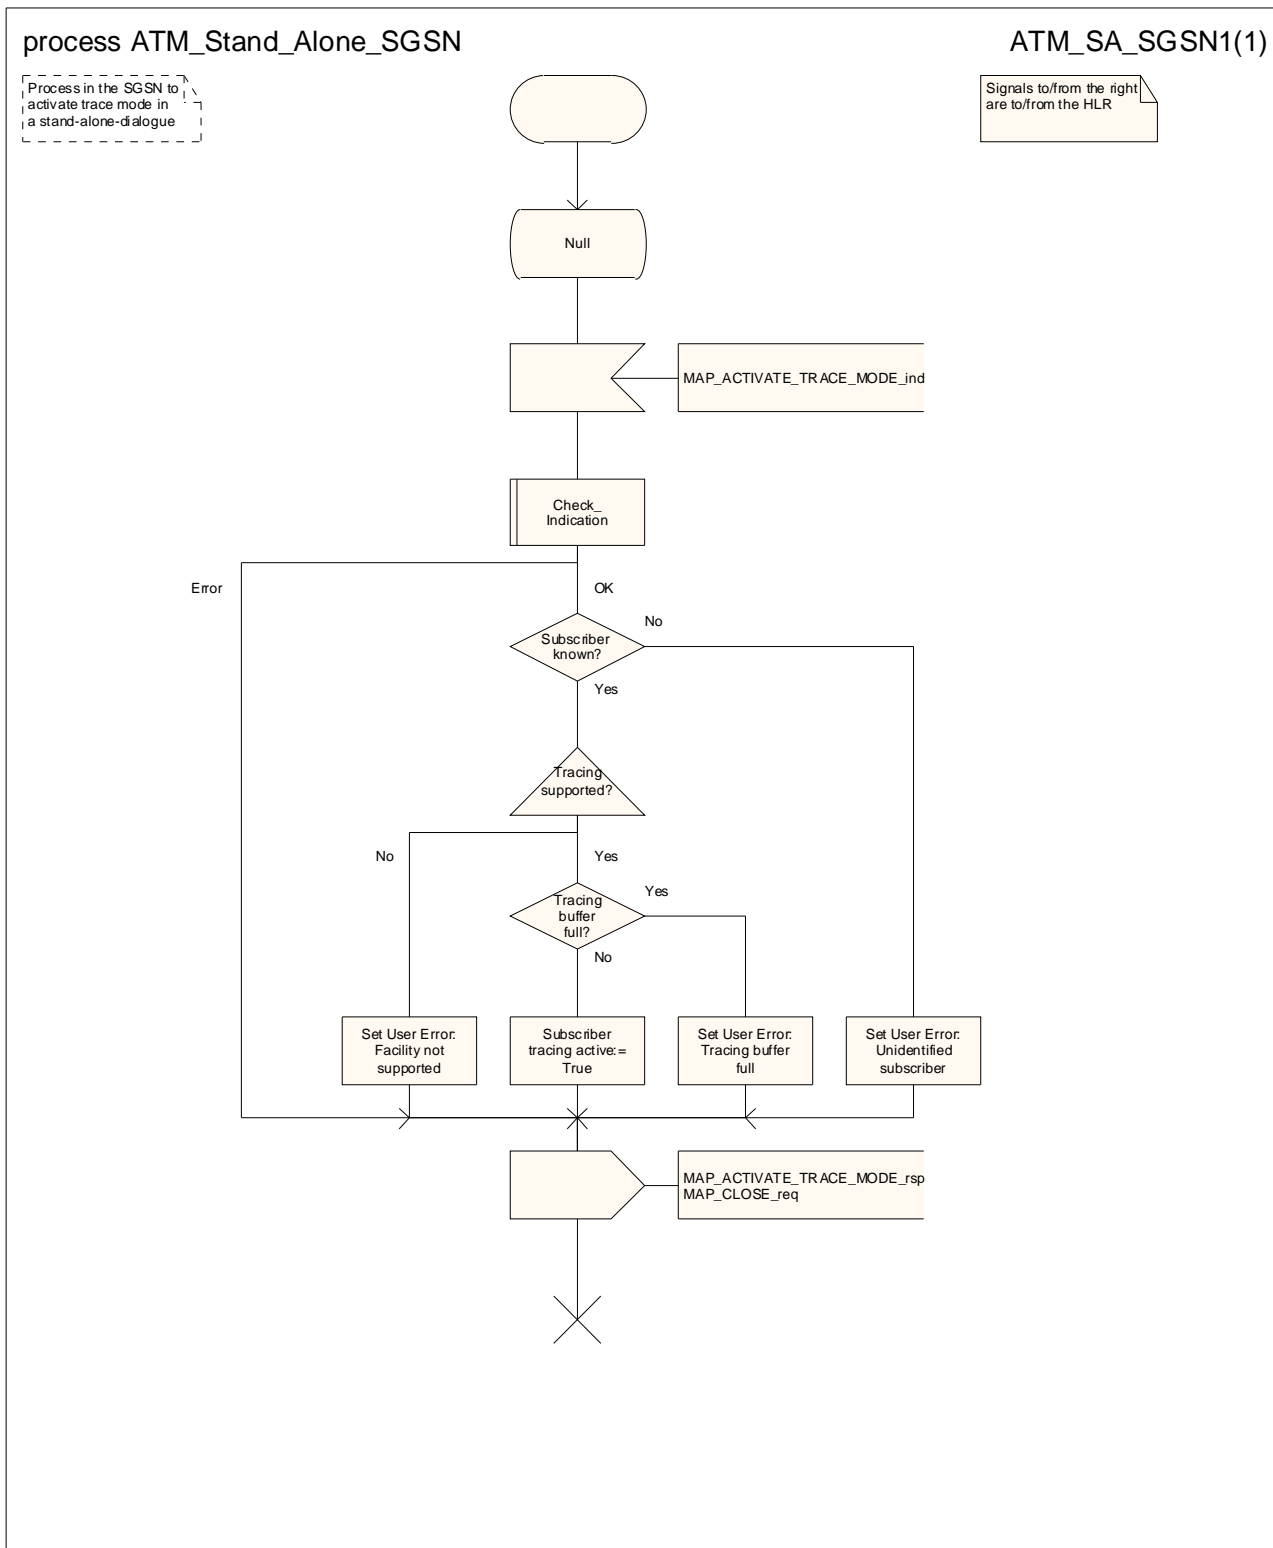 process ATM_Stand_Alone_SGSN
ATM_SA_SGSN1(1)
Process in the SGSN to
activate trace mode in
a stand-alone-dialogue
Signals to/from the right
are to/from the HLR
Null
MAP_ACTIVATE_TRACE_MODE_ind
Check_
Indication
Error
OK
No
Subscriber
known?
Yes
Tracing
supported?
No
Yes
Yes
Tracing
buffer
full?
No
Set User Error:
Facility not
supported
Subscriber
tracing active:=
True
Set User Error:
Tracing buffer
full
Set User Error:
Unidentified
subscriber
MAP_ACTIVATE_TRACE_MODE_rsp
MAP_CLOSE_req